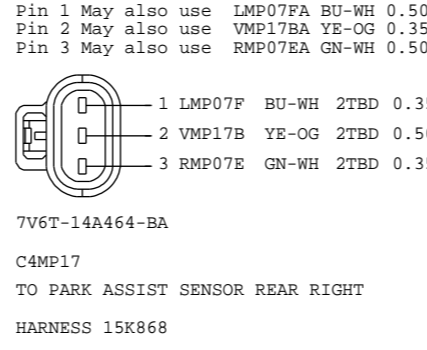 Pin 1 May also use LMP07FA BU-WH 0.50
Pin 2 May also use VMP17BA YE-OG 0.35
Pin 3 May also use RMP07EA GN-WH 0.50
1 LMP07F BU-WH 2TBD 0.35
2 VMP17B YE-OG 2TBD 0.50
3 RMP07E GN-WH 2TBD 0.35
7V6T-14A464-BA
C4MP17
TO PARK ASSIST SENSOR REAR RIGHT
HARNESS 15K868